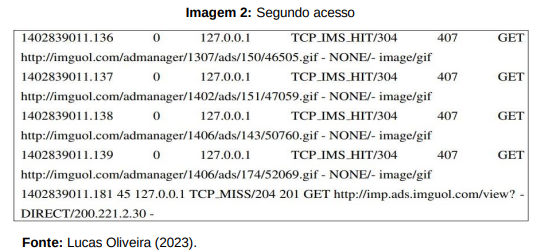 Imagem 2: Segundo acesso
1402839011.136 0 127.0.0.1 TCP_IMS_HIT/304 407 GET
http://imguol.com/admanager/1307/ads/150/46505.gif - NONE/- image/gif
1402839011.137 0 127.0.0.1 TCP_IMS_HIT/304 407 GET
http://imguol.com/admanager/1402/ads/151/47059.gif - NONE/- image/gif
1402839011.138 0 127.0.0.1 TCP_IMS_HIT/304 407 GET
http://imguol.com/admanager/1406/ads/143/50760.gif - NONE/- image/gif
1402839011.139 0 127.0.0.1 TCP_IMS_HIT/304 407 GET
http://imguol.com/admanager/1406/ads/174/52069.gif - NONE/- image/gif
1402839011.181 45 127.0.0.1 TCP_MISS/204 201 GET http://imp.ads.imguol.com/view? -
DIRECT/200.221.2.30 -
Fonte: Lucas Oliveira (2023).